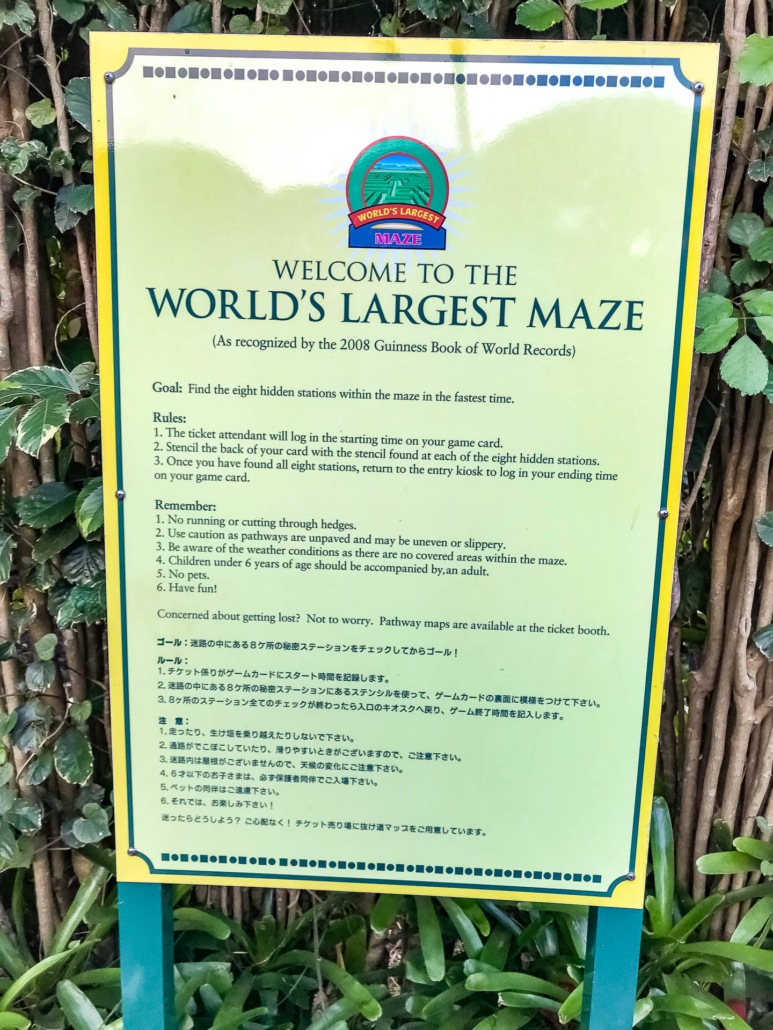 WORLD'S LARGEST
MAZE
WELCOME TO THE
WORLD'S LARGEST MAZE
(As recognized by the 2008 Guinness Book of World Records)
Goal: Find the eight hidden stations within the maze in the fastest time.
Rules:
1. The ticket attendant will log in the starting time on your game card.
2. Stencil the back of your card with the stencil found at each of the eight hidden stations.
3. Once you have found all eight stations, return to the entry kiosk to log in your ending time
on your game card.
Remember:
1. No running or cutting through hedges.
2. Use caution as pathways are unpaved and may be uneven or slippery.
3. Be aware of the weather conditions as there are no covered areas within the maze.
4. Children under 6 years of age should be accompanied by, an adult.
5. No pets.
6. Have fun!
Concerned about getting lost? Not to worry. Pathway maps are available at the ticket booth.
ゴール：迷路の中にある８ケ所の秘密ステーションをチェックしてからゴール！
ルール：
1. チケット係りがゲームカードにスタート時間を記録します。
2. 迷路の中にある８ケ所の秘密ステーションにあるステンシルを使って、ゲームカードの裏面に模様をつけて下さい。
3. 8ヶ所のステーション全てのチェックが終わったら入口のキオスクへ戻り、ゲーム終了時間を記入します。
注　意：
1. 走ったり、生け垣を乗り越えたりしないで下さい。
2. 通路がでこぼこしていたり、滑りやすいときがございますので、ご注意下さい。
3. 迷路内は屋根がございませんので、天候の変化にご注意下さい。
4. ６才以下のお子さまは、必ず保護者同伴でご入場下さい。
5. ペットの同伴はご遠慮下さい。
6. それでは、お楽しみ下さい！
迷ったらどうしよう？ ご心配なく！ チケット売り場に抜け道マップをご用意しています。